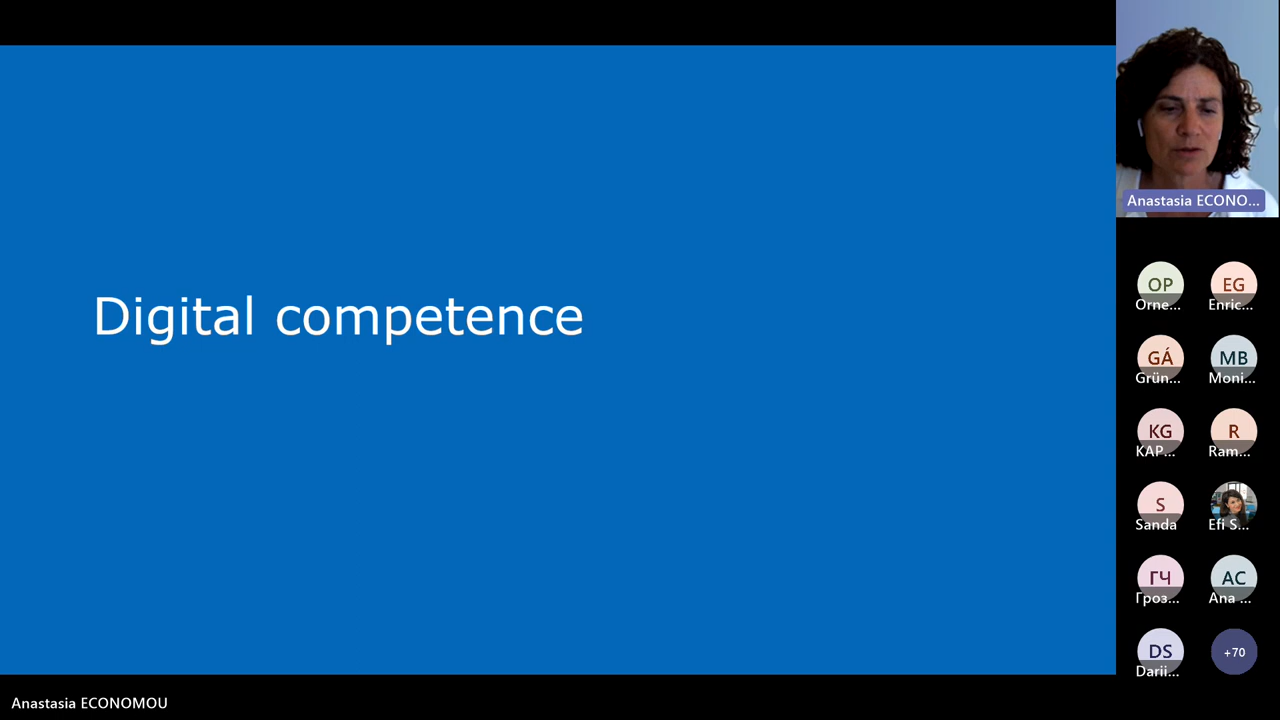 Digital competence
Anastasia ECONO...
OP
EG
Orne...
Enric...
GÁ
MB
Grün...
Moni...
KG
R
KAP...
Ram...
S
Sanda
Efi S...
ГЧ
AC
Гроз...
Ana ...
DS
+70
Darii...
Anastasia ECONOMOU